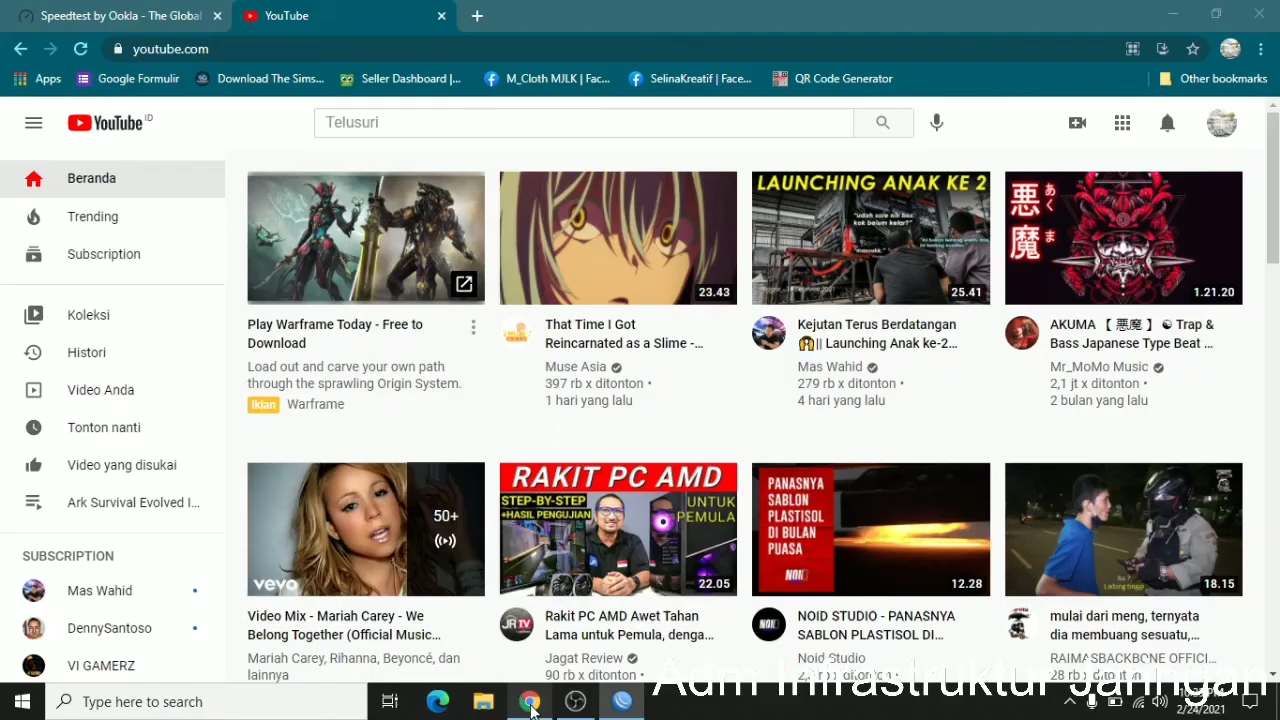 Speedtest by Ookla - The Global
YouTube
youtube.com
Apps
Google Formulir
Download The Sims...
Seller Dashboard |...
M_Cloth MJLK | Fac...
SelinaKreatif | Face...
QR Code Generator
Other bookmarks
YouTube ID
Telusuri
Beranda
Trending
Subscription
Koleksi
Histori
Video Anda
Tonton nanti
Video yang disukai
Ark Survival Evolved I...
SUBSCRIPTION
Mas Wahid
DennySantoso
VI GAMERZ
Play Warframe Today - Free to
Download
Load out and carve your own path
through the sprawling Origin System.
Iklan Warframe
23.43
That Time I Got
Reincarnated as a Slime -...
Muse Asia
397 rb x ditonton •
1 hari yang lalu
LAUNCHING ANAK KE 2
25.41
Kejutan Terus Berdatangan
|| Launching Anak ke-2...
Mas Wahid
279 rb x ditonton •
4 hari yang lalu
悪魔
あく
ま
1.21.20
AKUMA 【 悪魔 】 ☯ Trap &
Bass Japanese Type Beat ...
Mr_MoMo Music
2,1 jt x ditonton •
2 bulan yang lalu
50+
vevo
Video Mix - Mariah Carey - We
Belong Together (Official Music...
Mariah Carey, Rihanna, Beyoncé, dan
lainnya
RAKIT PC AMD
STEP-BY-STEP
+HASIL PENGUJIAN
UNTUK
PEMULA
22.05
JRTV
Rakit PC AMD Awet Tahan
Lama untuk Pemula, denga...
Jagat Review
90 rb x ditonton •
PANASNYA
SABLON
PLASTISOL
DI BULAN
PUASA
NOID
12.28
NOID
NOID STUDIO - PANASNYA
SABLON PLASTISOL DI...
Noid Studio
x ditonton •
18.15
mulai dari meng, ternyata
dia membuang sesuatu,...
RAIMASBACKBONE OFFICI...
28 rb x ditonton
Adm Infrastruktur Jaringan
Type here to search
2/24/2021